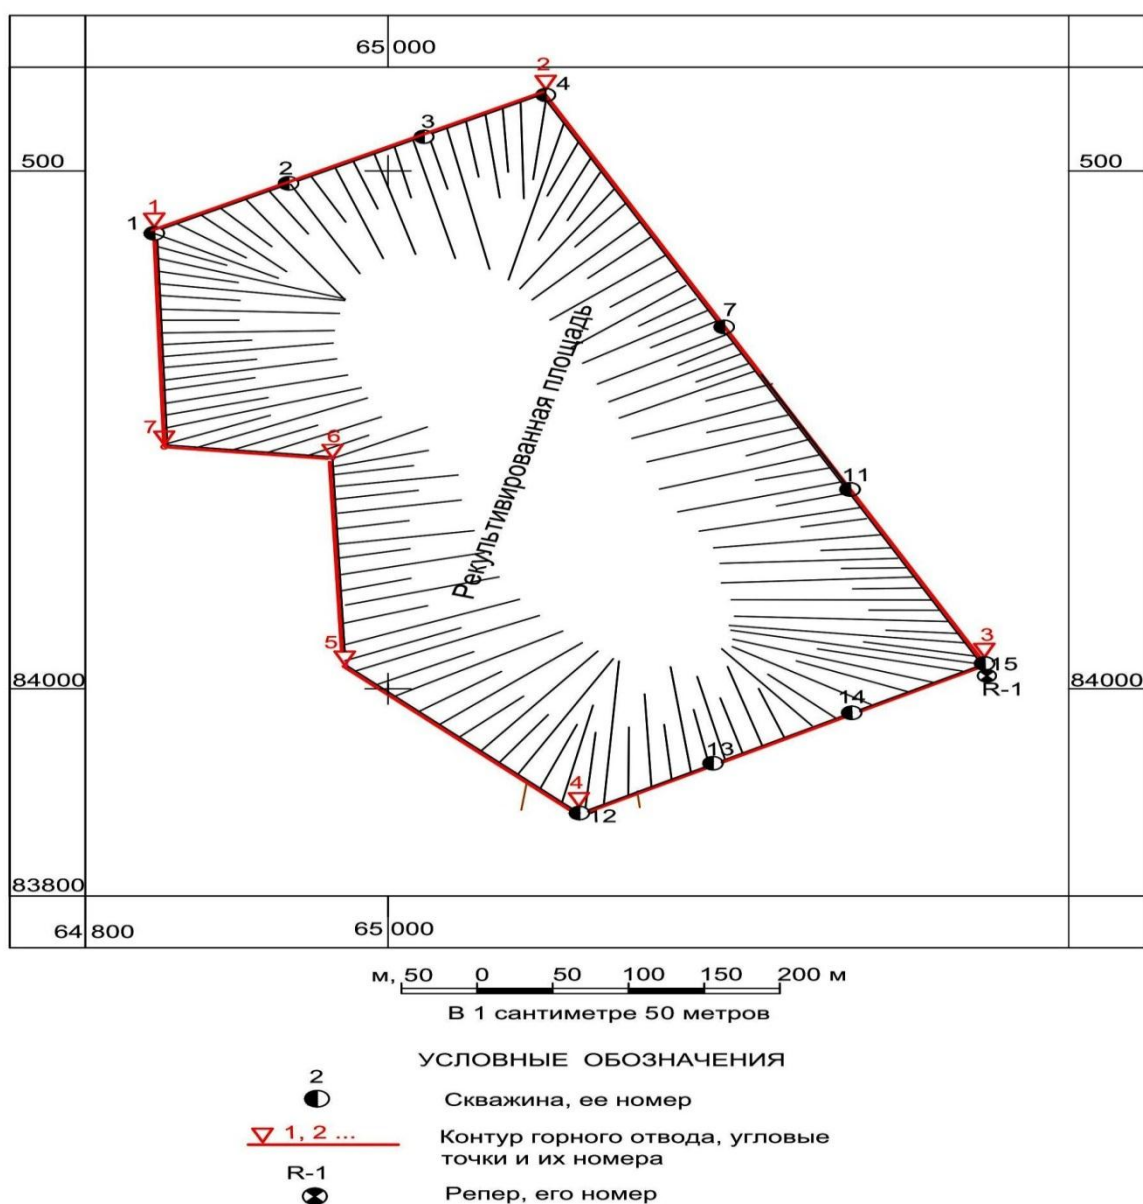 65 000
2
4
3
500
500
2
1
1
7
7
6
11
5
3
15
R-1
84000
84000
14
13
4
12
83800
64 800
65 000
м, 50 0 50 100 150 200 м
В 1 сантиметре 50 метров
Рекультивированная площадь
УСЛОВНЫЕ ОБОЗНАЧЕНИЯ
2
Скважина, ее номер
1, 2 ...
Контур горного отвода, угловые
точки и их номера
R-1
Репер, его номер